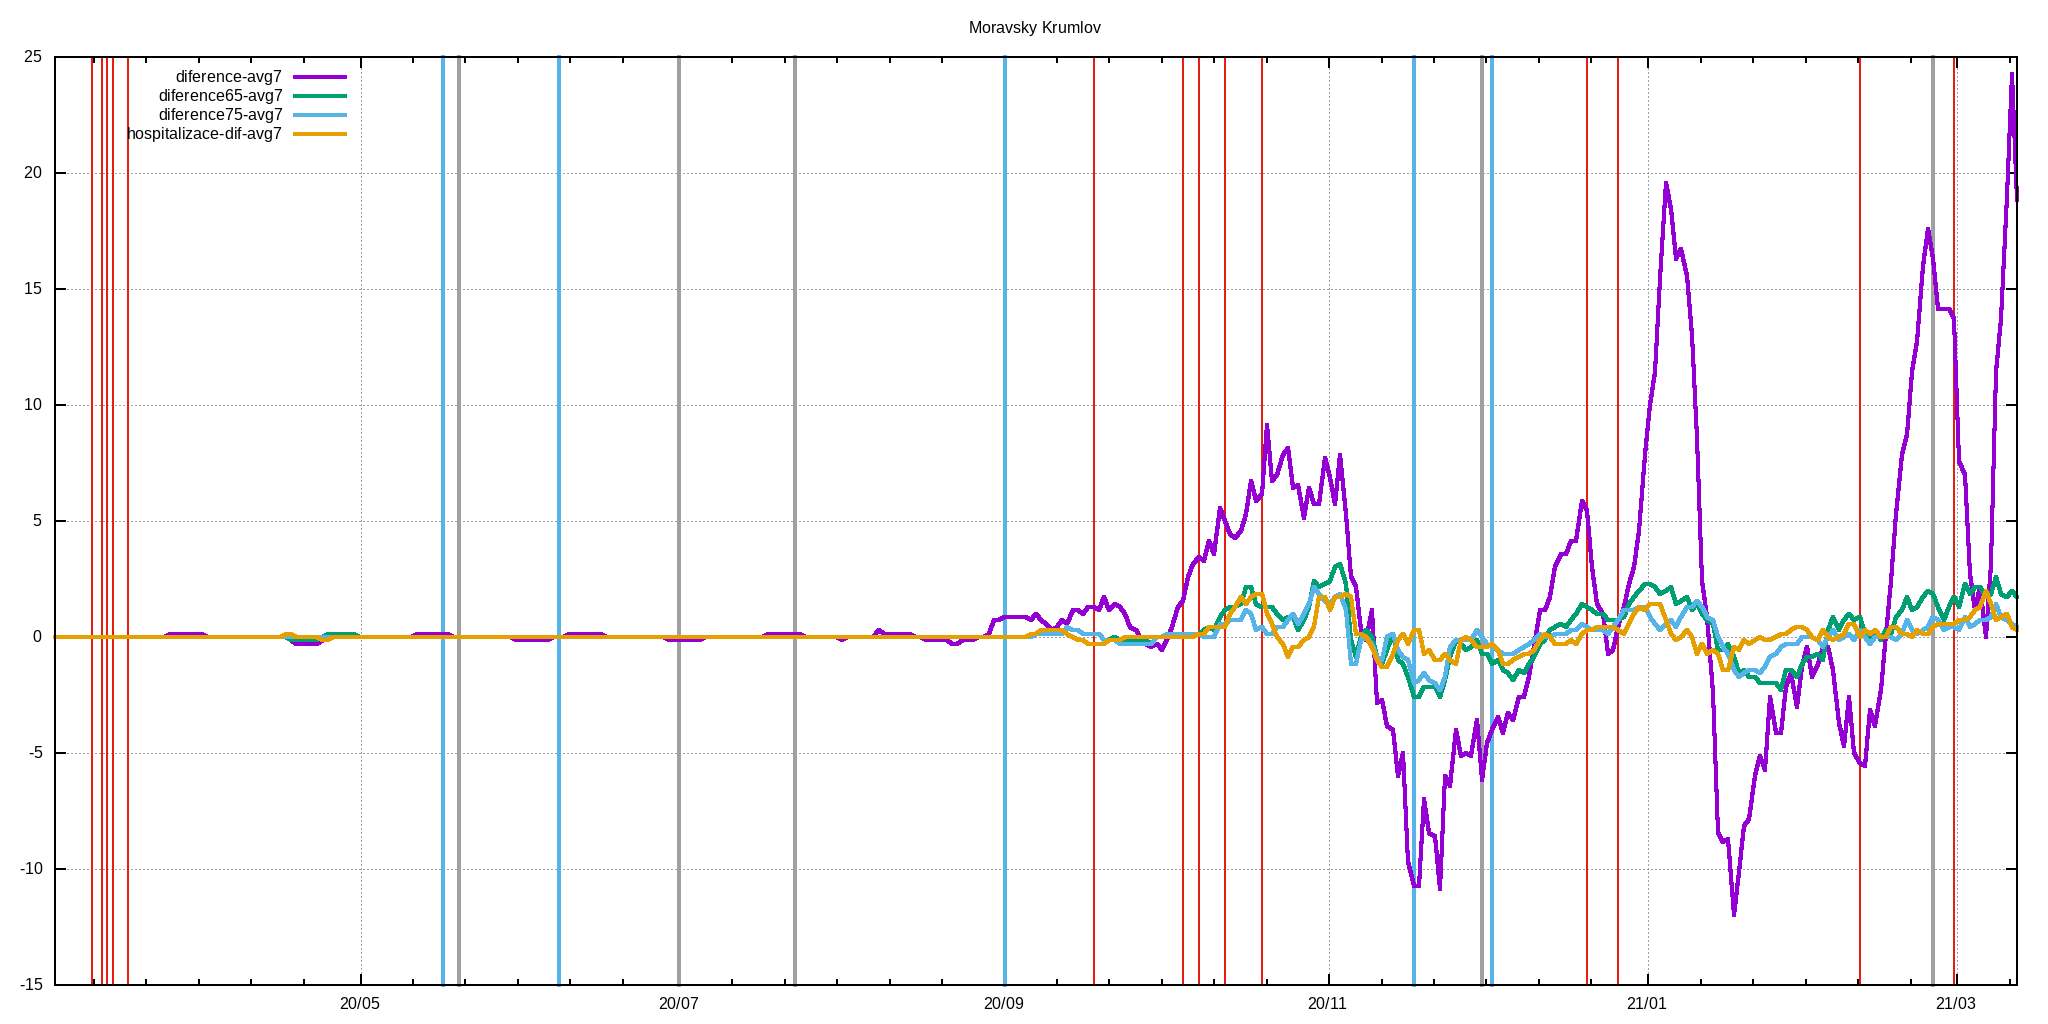 Moravsky Krumlov
25
20
15
10
5
0
-5
-10
-15
diference-avg7
diference65-avg7
diference75-avg7
hospitalizace-dif-avg7
20/05 20/07 20/09 20/11 21/01 21/03